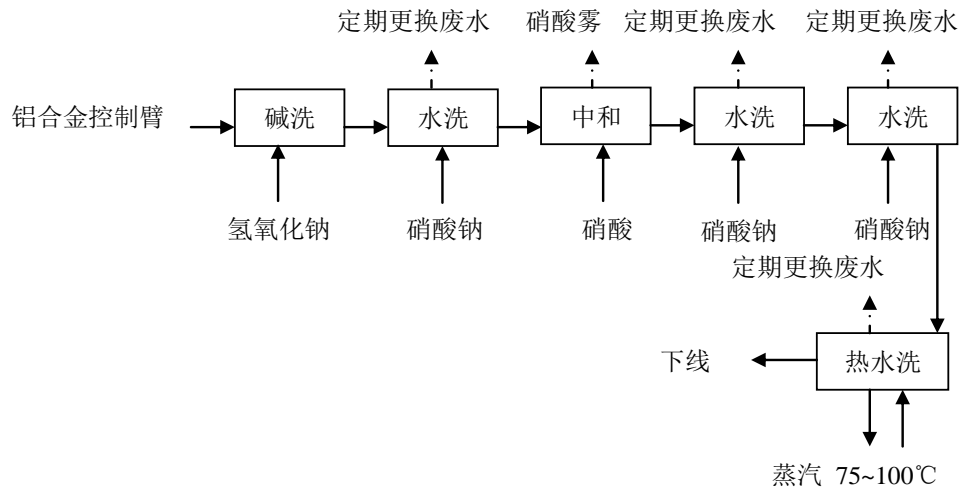 定期更换废水
硝酸雾
定期更换废水
定期更换废水
铝合金控制臂
碱洗
水洗
中和
水洗
水洗
氢氧化钠
硝酸钠
硝酸
硝酸钠
硝酸钠
定期更换废水
下线
热水洗
蒸汽 75~100℃